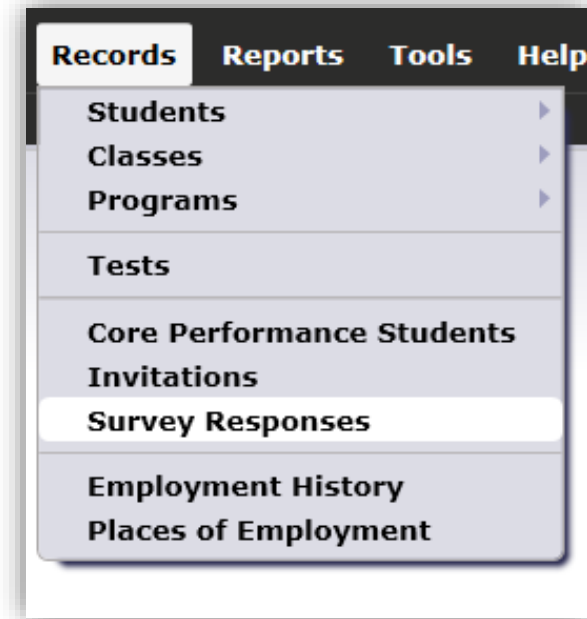 Records Reports Tools Help
Students
Classes
Programs
Tests
Core Performance Students
Invitations
Survey Responses
Employment History
Places of Employment